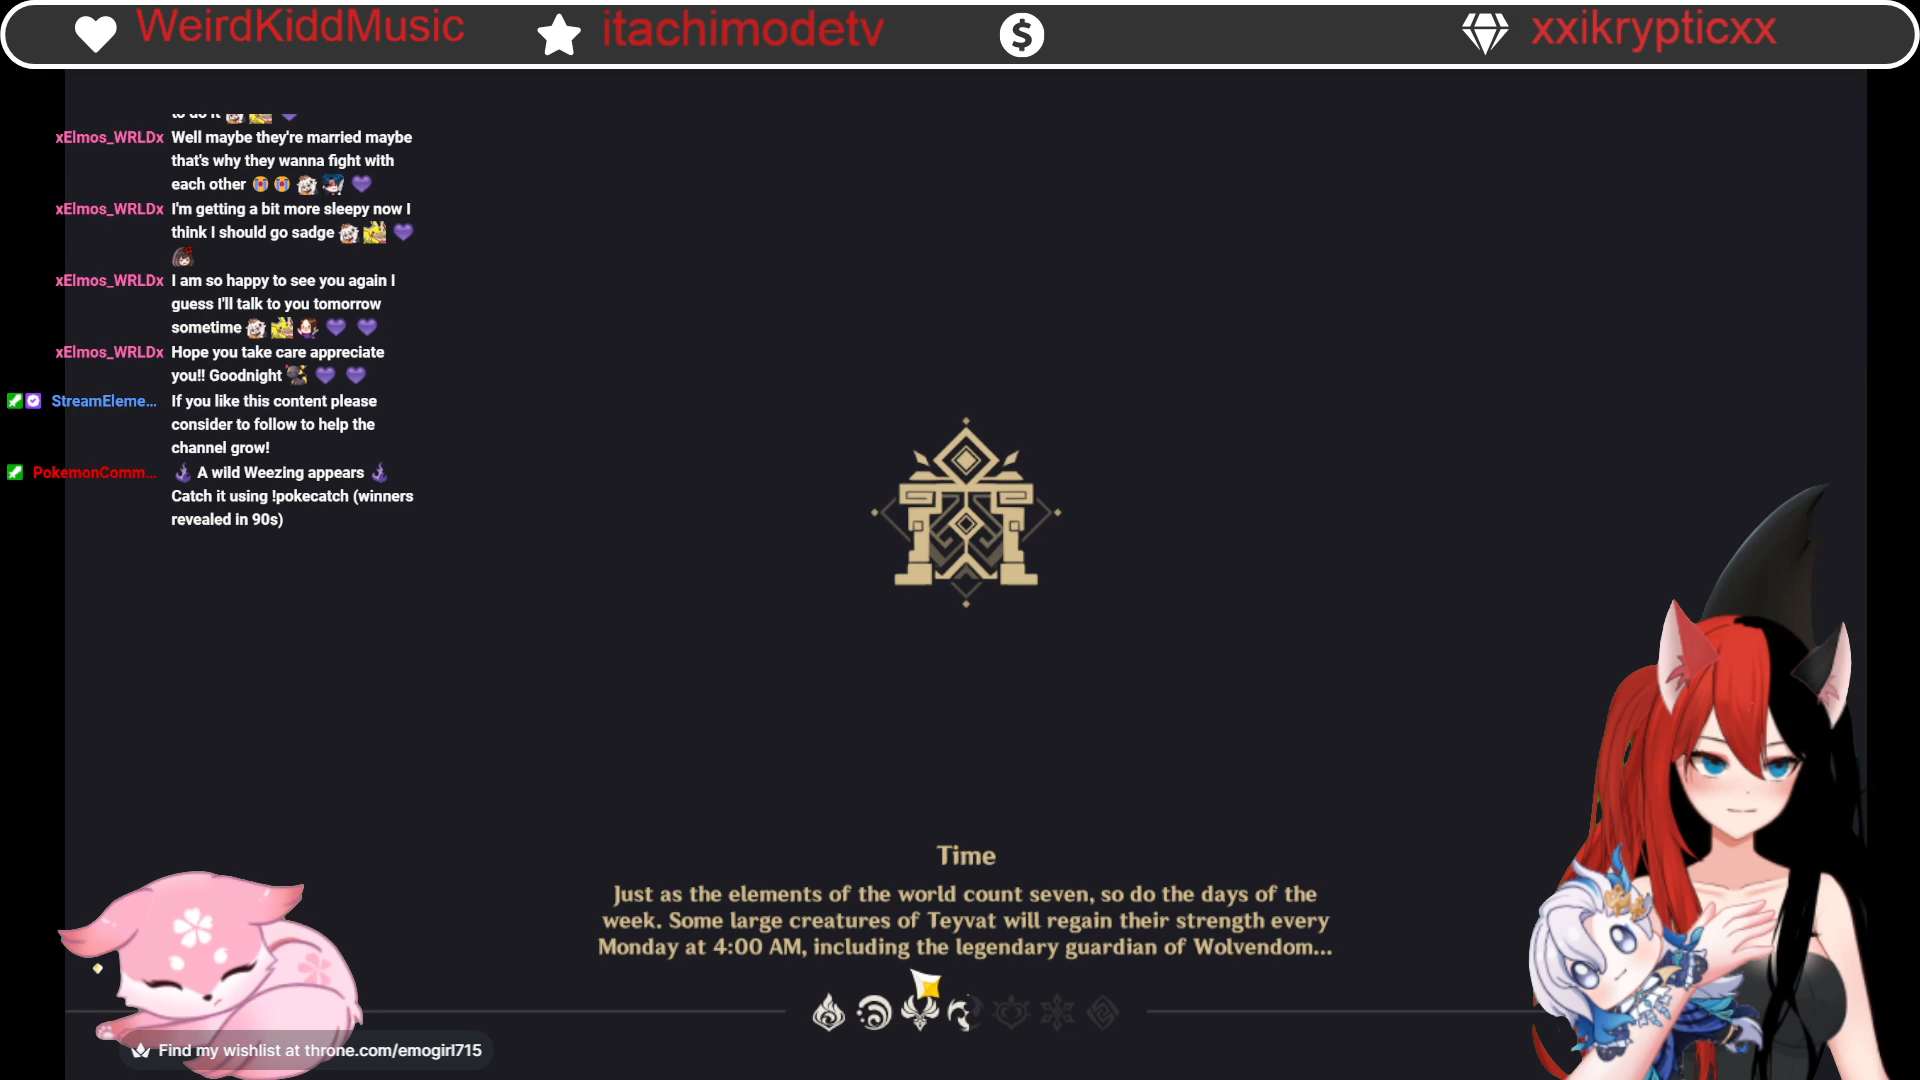 WeirdKiddMusic
itachimodetv
xxikrypticxx
to do it
xElmos_WRLDx Well maybe they're married maybe
that's why they wanna fight with
each other
xElmos_WRLDx I'm getting a bit more sleepy now I
think I should go sadge
xElmos_WRLDx I am so happy to see you again I
guess I'll talk to you tomorrow
sometime
xElmos_WRLDx Hope you take care appreciate
you!! Goodnight
StreamEleme... If you like this content please
consider to follow to help the
channel grow!
PokemonComm... A wild Weezing appears
Catch it using !pokecatch (winners
revealed in 90s)
Time
Just as the elements of the world count seven, so do the days of the
week. Some large creatures of Teyvat will regain their strength every
Monday at 4:00 AM, including the legendary guardian of Wolvendom...
Find my wishlist at throne.com/emogirl715